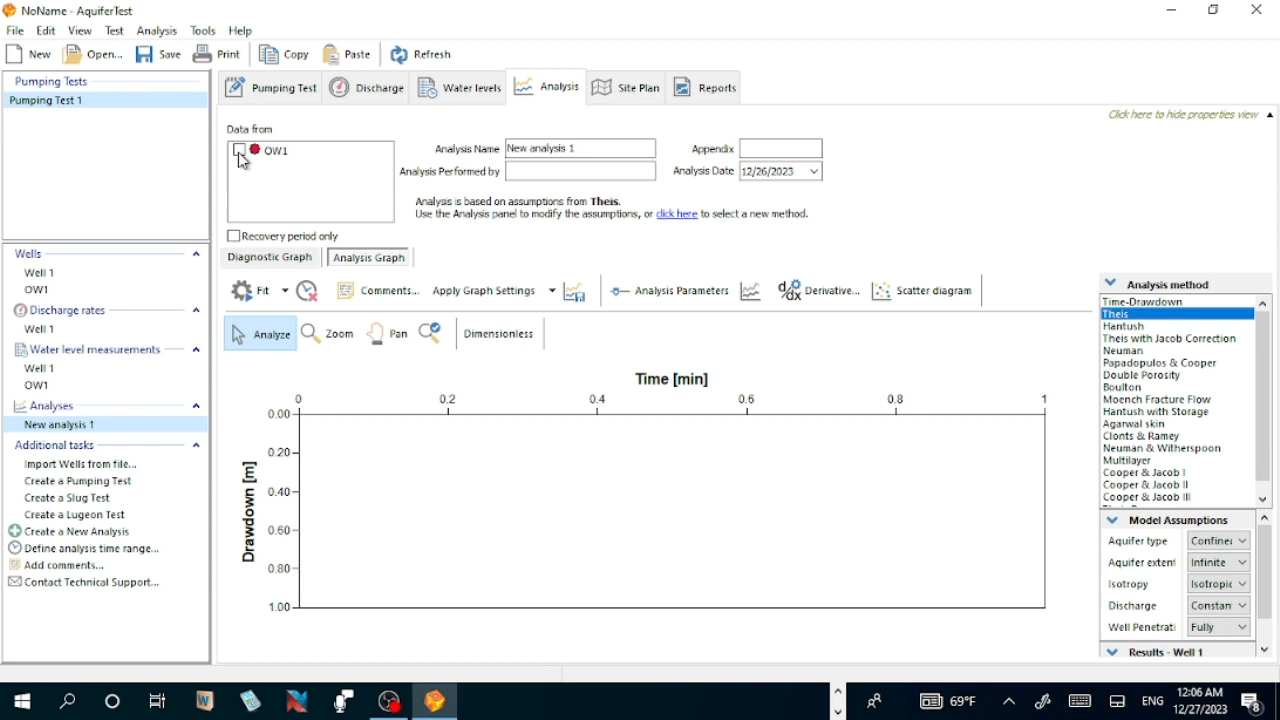 NoName - AquiferTest
File Edit View Test Analysis Tools Help
New Open... Save Print Copy Paste Refresh
Pumping Tests
Pumping Test 1
Wells
Well 1
OW1
Discharge rates
Well 1
Water level measurements
Well 1
OW1
Analyses
New analysis 1
Additional tasks
Import Wells from file...
Create a Pumping Test
Create a Slug Test
Create a Lugeon Test
Create a New Analysis
Define analysis time range...
Add comments...
Contact Technical Support...
Pumping Test Discharge Water levels Analysis Site Plan Reports
Click here to hide properties view
Data from
OW1
Analysis Name New analysis 1 Appendix
Analysis Performed by Analysis Date 12/26/2023
Analysis is based on assumptions from Theis.
Use the Analysis panel to modify the assumptions, or click here to select a new method.
Recovery period only
Diagnostic Graph Analysis Graph
Fit Comments... Apply Graph Settings Analysis Parameters d/dx Derivative... Scatter diagram
Analyze Zoom Pan Dimensionless
Time [min]
0 0.2 0.4 0.6 0.8 1
Drawdown [m]
0.00
0.20
0.40
0.60
0.80
1.00
Analysis method
Time-Drawdown
Theis
Hantush
Theis with Jacob Correction
Neuman
Papadopulos & Cooper
Double Porosity
Boulton
Moench Fracture Flow
Hantush with Storage
Agarwal skin
Clonts & Ramey
Neuman & Witherspoon
Multilayer
Cooper & Jacob I
Cooper & Jacob II
Cooper & Jacob III
Model Assumptions
Aquifer type Confine
Aquifer extent Infinite
Isotropy Isotropic
Discharge Constan
Well Penetrati Fully
Results - Well 1
69°F ENG 12:06 AM
12/27/2023 8